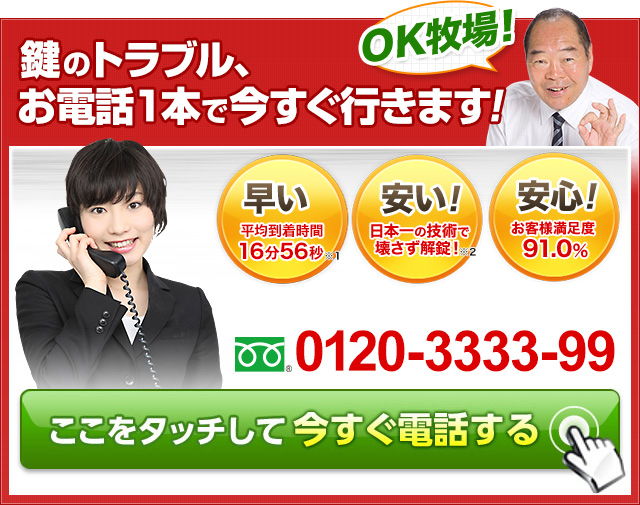 OK牧場!
鍵のトラブル、
お電話1本で今すぐ行きます!
早い
平均到着時間
16分56秒※1
安い!
日本一の技術で
壊さず解錠!※2
安心!
お客様満足度
91.0%
® 0120-3333-99
ここをタッチして今すぐ電話する